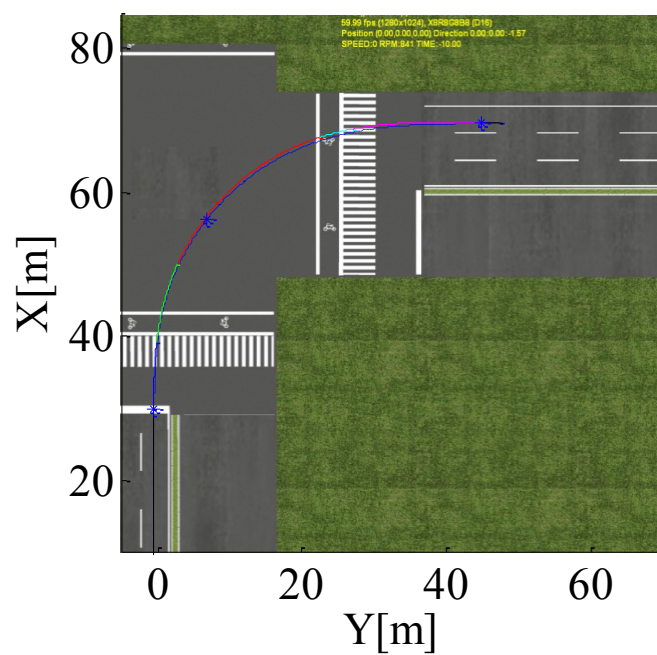 59.99 fps (1280x1024), X8R8G8B8 (D16)
Position (0.00,0.00,0.00) Direction 0.00:0.00: -1.57
SPEED:0 RPM:841 TIME: -10.00
80
60
40
20
X[m]
0
20
40
60
Y[m]